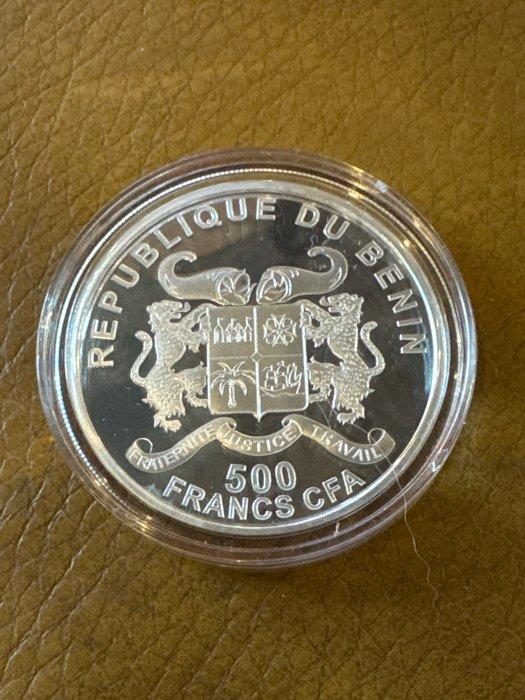 REPUBLIQUE DU BENIN
FRATERNITE JUSTICE TRAVAIL
500
FRANCS CFA